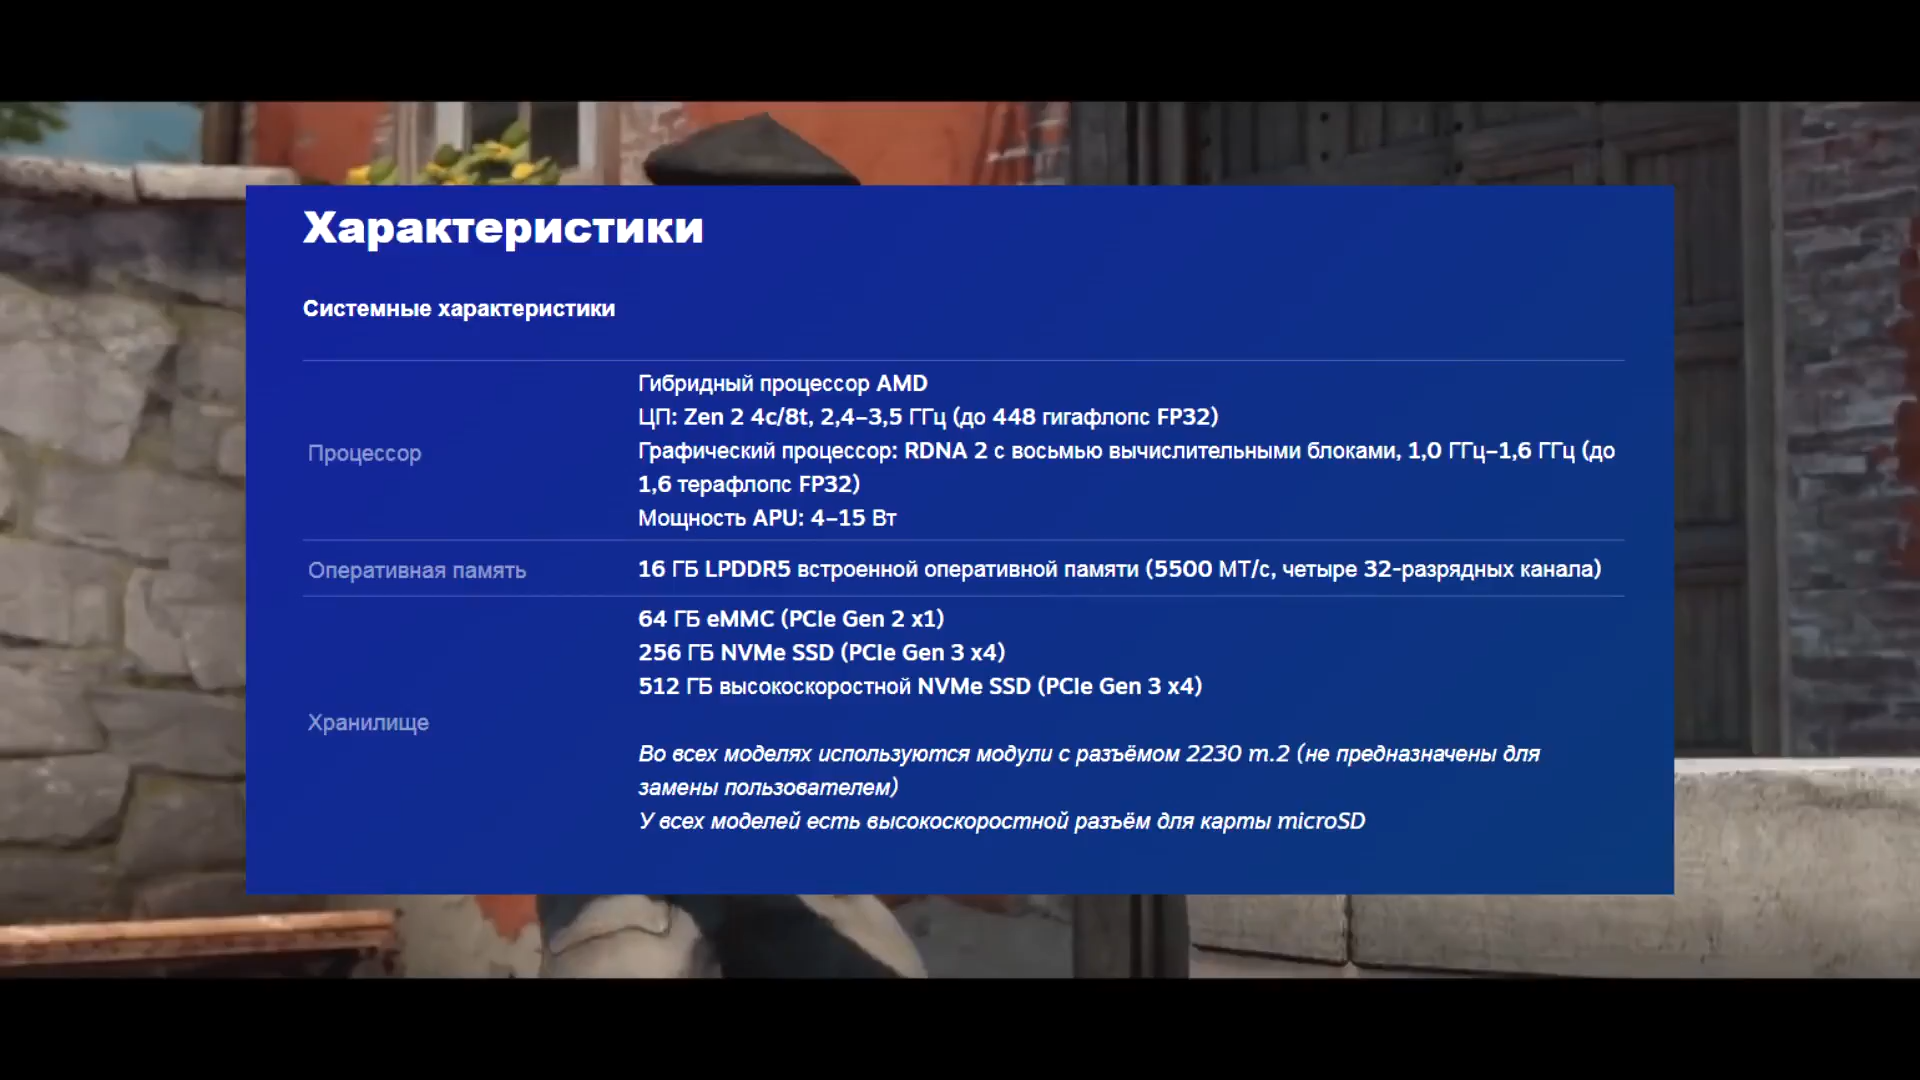 Характеристики
Системные характеристики
Процессор
Гибридный процессор AMD
ЦП: Zen 2 4c/8t, 2,4–3,5 ГГц (до 448 гигафлопс FP32)
Графический процессор: RDNA 2 с восьмью вычислительными блоками, 1,0 ГГц–1,6 ГГц (до
1,6 терафлопс FP32)
Мощность APU: 4–15 Вт
Оперативная память
16 ГБ LPDDR5 встроенной оперативной памяти (5500 МТ/с, четыре 32-разрядных канала)
Хранилище
64 ГБ eMMC (PCIe Gen 2 x1)
256 ГБ NVMe SSD (PCIe Gen 3 x4)
512 ГБ высокоскоростной NVMe SSD (PCIe Gen 3 x4)
Во всех моделях используются модули с разъёмом 2230 m.2 (не предназначены для
замены пользователем)
У всех моделей есть высокоскоростной разъём для карты microSD